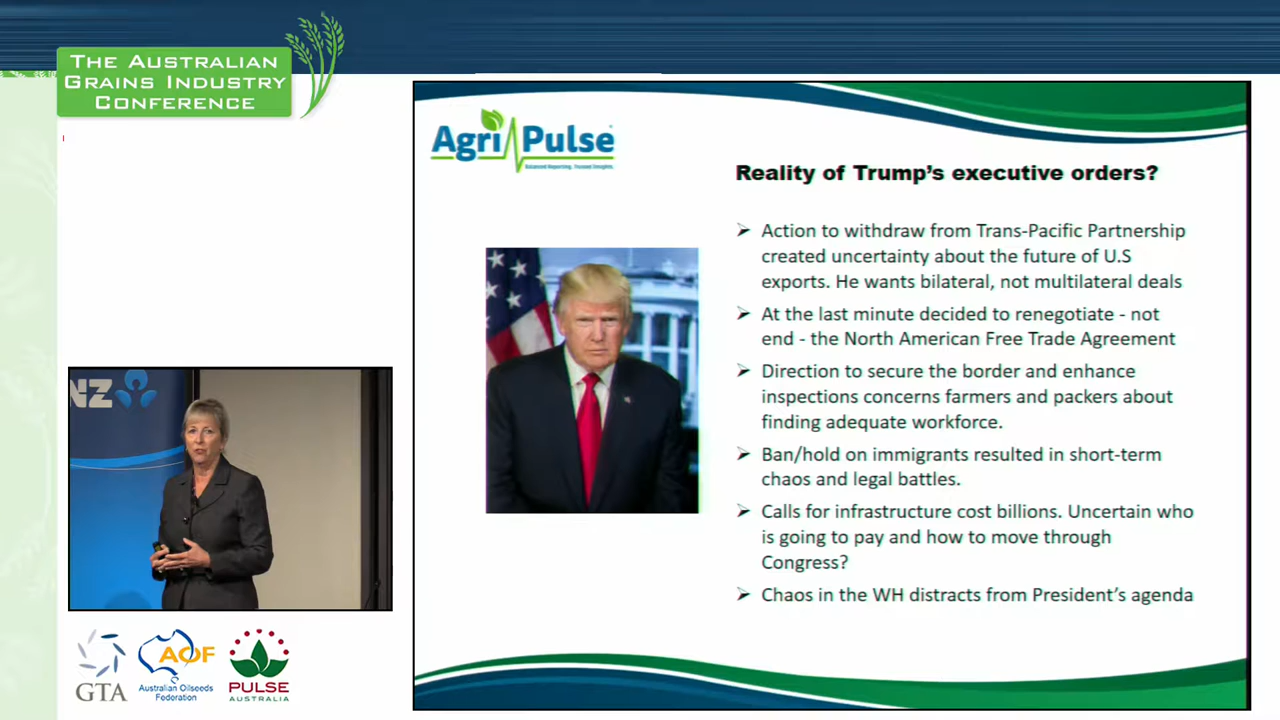 THE AUSTRALIAN
GRAINS INDUSTRY
CONFERENCE
Agri Pulse
Balanced Reporting. Trusted Insights.
Reality of Trump's executive orders?
➢ Action to withdraw from Trans-Pacific Partnership
created uncertainty about the future of U.S
exports. He wants bilateral, not multilateral deals
➢ At the last minute decided to renegotiate - not
end - the North American Free Trade Agreement
➢ Direction to secure the border and enhance
inspections concerns farmers and packers about
finding adequate workforce.
➢ Ban/hold on immigrants resulted in short-term
chaos and legal battles.
➢ Calls for infrastructure cost billions. Uncertain who
is going to pay and how to move through
Congress?
➢ Chaos in the WH distracts from President's agenda
NZ
GTA
AOF
Australian Oilseeds
Federation
PULSE
AUSTRALIA